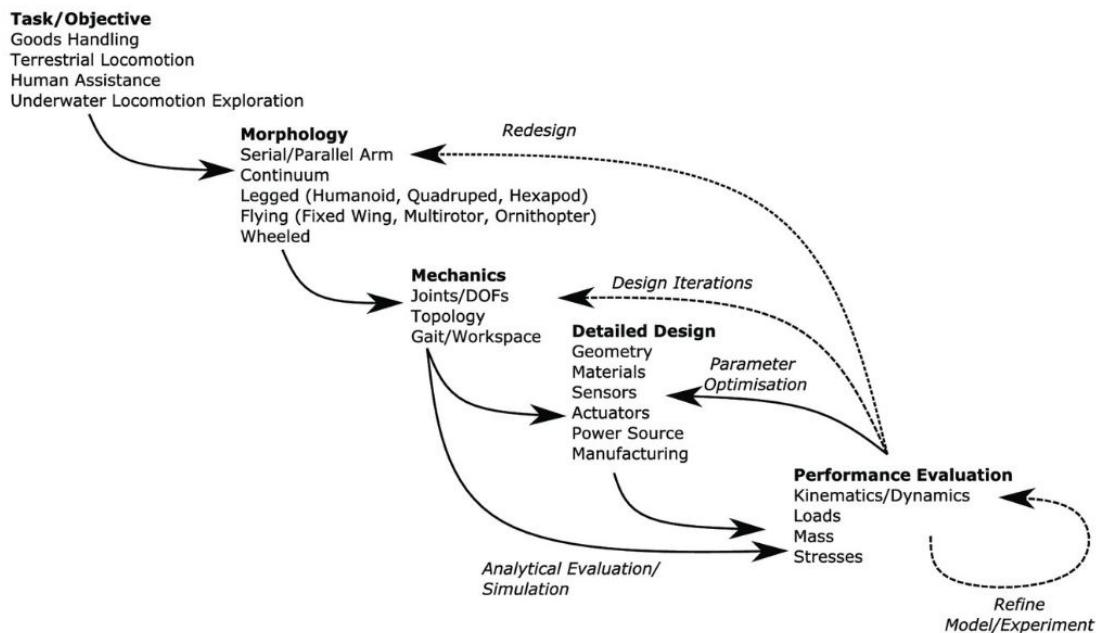 Task/Objective
Goods Handling
Terrestrial Locomotion
Human Assistance
Underwater Locomotion Exploration
Redesign
Morphology
Serial/Parallel Arm
Continuum
Legged (Humanoid, Quadruped, Hexapod)
Flying (Fixed Wing, Multirotor, Ornithopter)
Wheeled
Mechanics
Joints/DOFs
Topology
Gait/Workspace
Design Iterations
Detailed Design
Geometry
Materials
Sensors
Actuators
Power Source
Manufacturing
Parameter
Optimisation
Performance Evaluation
Kinematics/Dynamics
Loads
Mass
Stresses
Analytical Evaluation/
Simulation
Refine
Model/Experiment